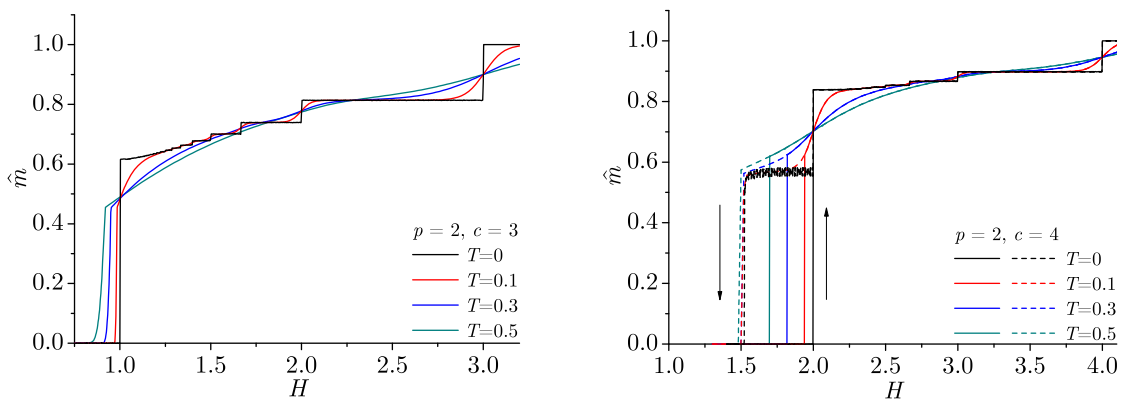 1.0
0.8
0.6
0.4
0.2
0.0
m̂
p = 2, c = 3
T=0
T=0.1
T=0.3
T=0.5
1.0 1.5 2.0 2.5 3.0
H
1.0
0.8
0.6
0.4
0.2
0.0
m̂
p = 2, c = 4
T=0
T=0.1
T=0.3
T=0.5
1.0 1.5 2.0 2.5 3.0 3.5 4.0
H